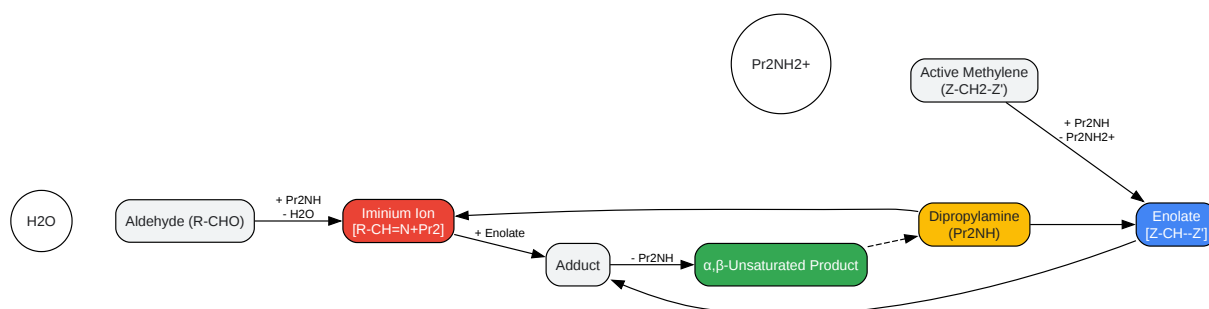 Pr2NH2+
Active Methylene
(Z-CH2-Z')
+ Pr2NH
- Pr2NH2+
H2O
Aldehyde (R-CHO)
+ Pr2NH
- H2O
Iminium Ion
[R-CH=N+Pr2]
+ Enolate
Adduct
- Pr2NH
α,β-Unsaturated Product
Dipropylamine
(Pr2NH)
Enolate
[Z-CH--Z']